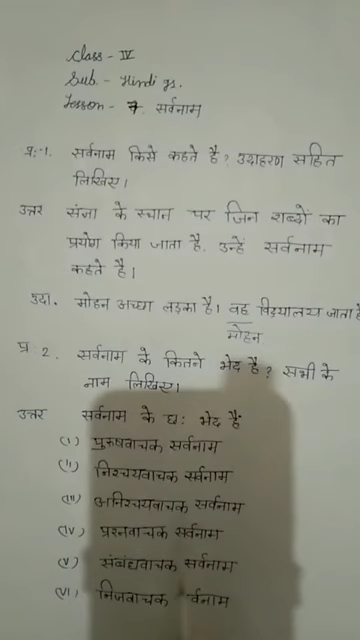 Class - IV
Sub. - Hindi gr.
Lesson - 7. सर्वनाम
प्र:-1. सर्वनाम किसे कहते है? उदाहरण सहित
लिखिए।
उत्तर संज्ञा के स्थान पर जिन शब्दों का
प्रयोग किया जाता है. उन्हें सर्वनाम
कहते है।
उदा. मोहन अच्छा लड़का है। वह विद्यालय जाता है
मोहन
प्र 2. सर्वनाम के कितने भेद है? सभी के
नाम लिखिए।
उत्तर सर्वनाम के छ: भेद हैं
(i) पुरुषवाचक सर्वनाम
(ii) निश्चयवाचक सर्वनाम
(iii) अनिश्चयवाचक सर्वनाम
(iv) प्रश्नवाचक सर्वनाम
(v) संबंधवाचक सर्वनाम
(vi) निजवाचक र्वनाम